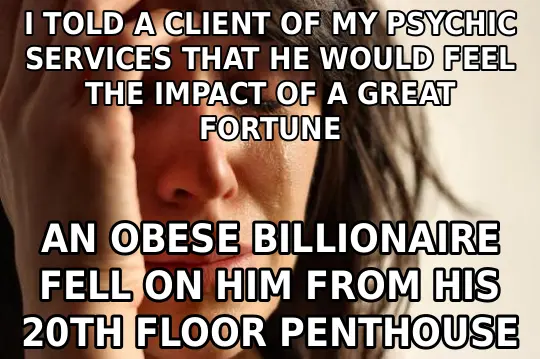 I TOLD A CLIENT OF MY PSYCHIC
SERVICES THAT HE WOULD FEEL
THE IMPACT OF A GREAT
FORTUNE
AN OBESE BILLIONAIRE
FELL ON HIM FROM HIS
20TH FLOOR PENTHOUSE